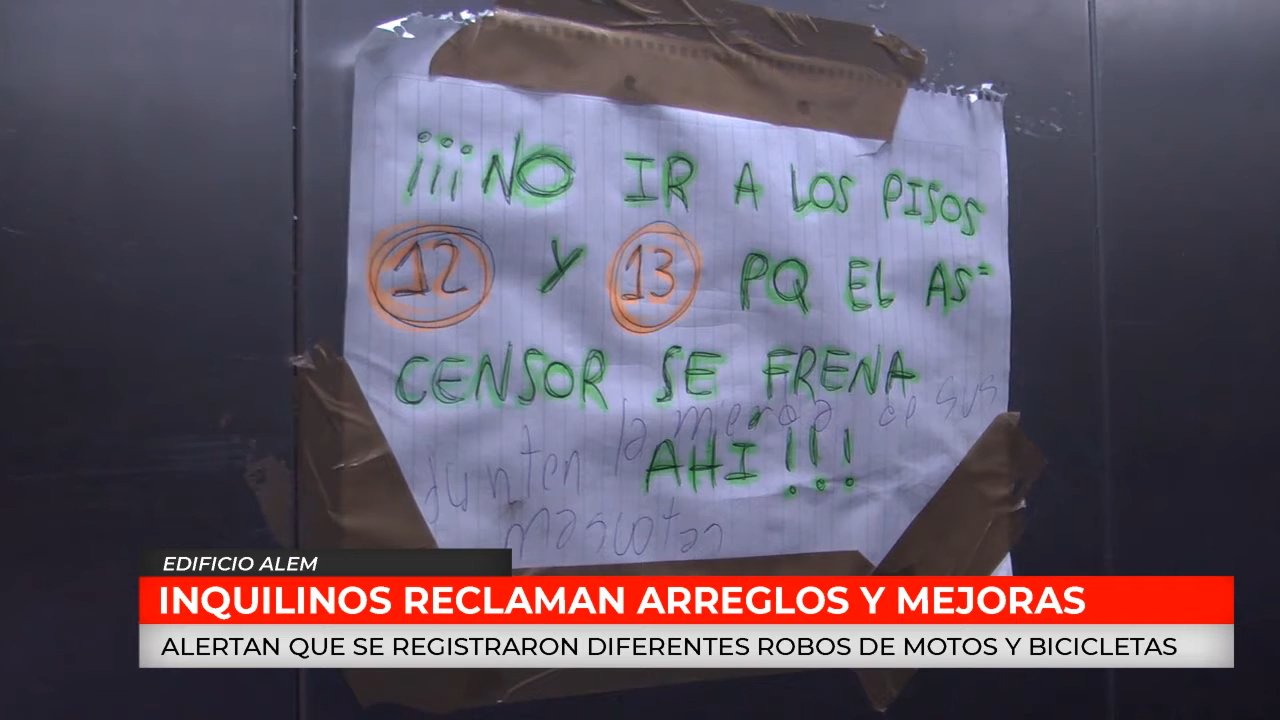 ¡¡¡NO IR A LOS PISOS
12 Y 13 PQ EL AS=
CENSOR SE FRENA
AHI!!!
Junten la mierda de sus
mascotas
EDIFICIO ALEM
INQUILINOS RECLAMAN ARREGLOS Y MEJORAS
ALERTAN QUE SE REGISTRARON DIFERENTES ROBOS DE MOTOS Y BICICLETAS